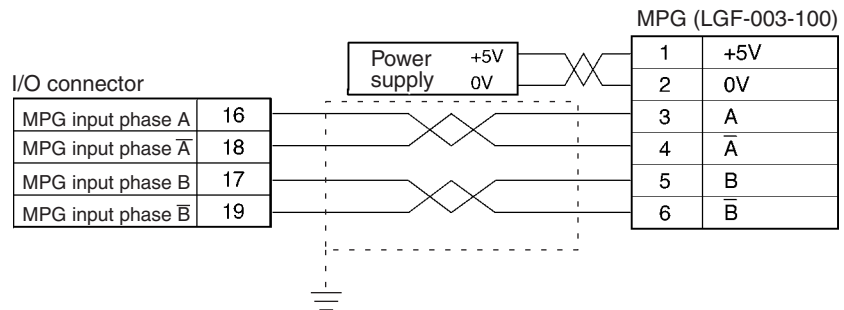 MPG (LGF-003-100)
Power supply +5V 0V
1 +5V
2 0V
I/O connector
MPG input phase A 16
3 A
MPG input phase A̅ 18
4 A̅
MPG input phase B 17
5 B
MPG input phase B̅ 19
6 B̅